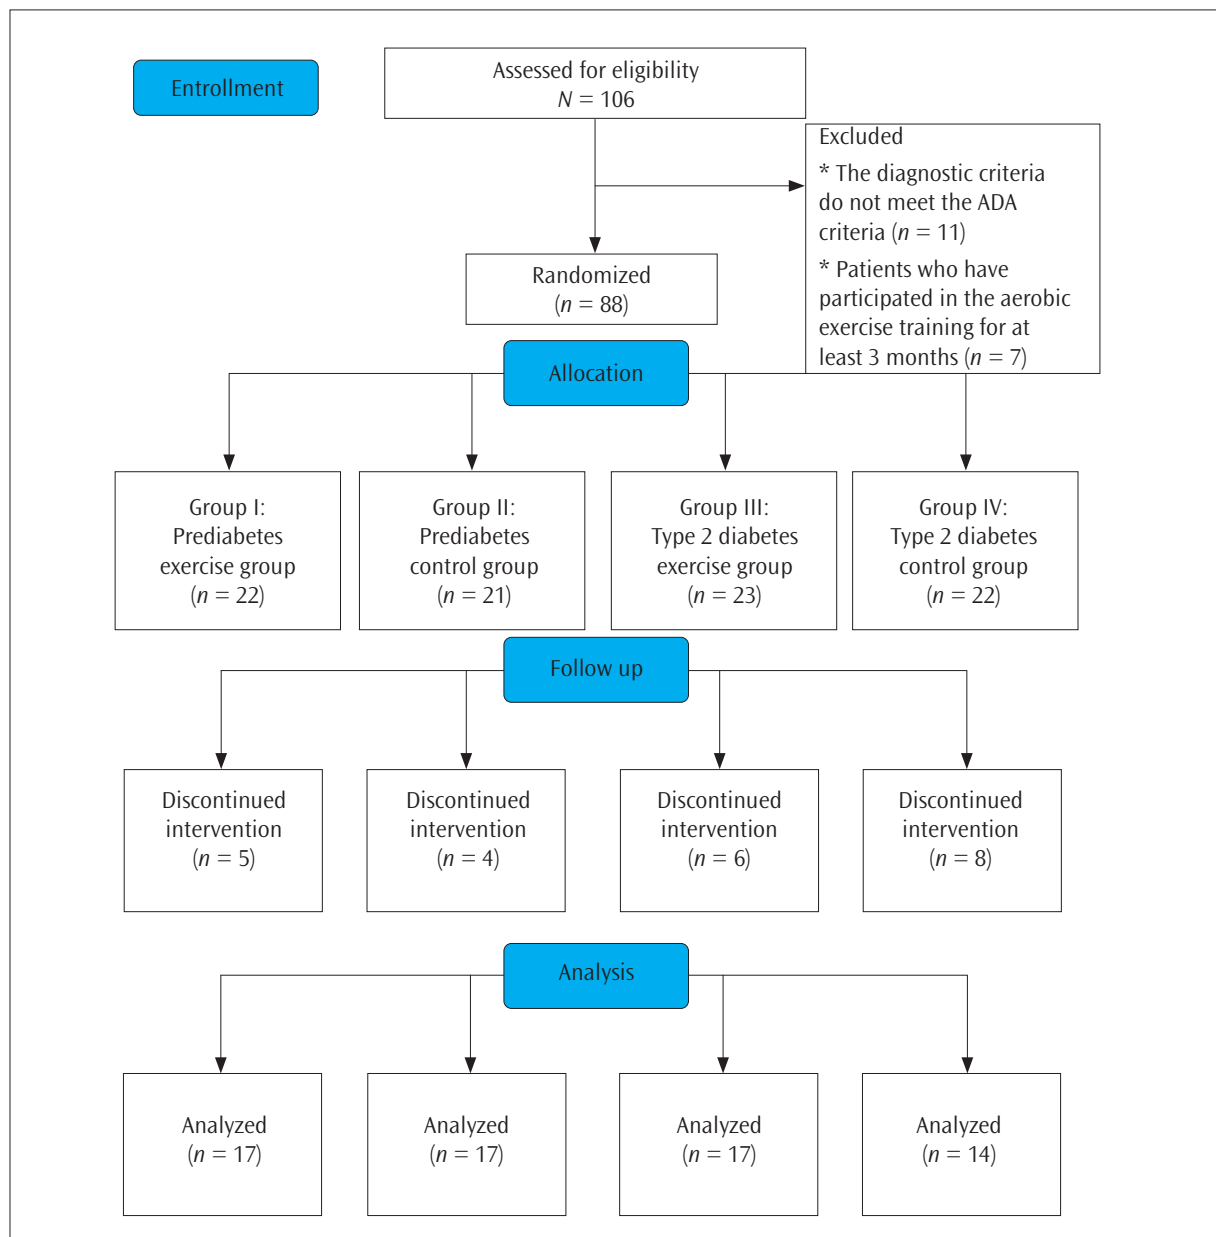 Entrollment
Assessed for eligibility
N = 106
Excluded
* The diagnostic criteria
do not meet the ADA
criteria (n = 11)
* Patients who have
participated in the aerobic
exercise training for at
least 3 months (n = 7)
Randomized
(n = 88)
Allocation
Group I:
Prediabetes
exercise group
(n = 22)
Group II:
Prediabetes
control group
(n = 21)
Group III:
Type 2 diabetes
exercise group
(n = 23)
Group IV:
Type 2 diabetes
control group
(n = 22)
Follow up
Discontinued
intervention
(n = 5)
Discontinued
intervention
(n = 4)
Discontinued
intervention
(n = 6)
Discontinued
intervention
(n = 8)
Analysis
Analyzed
(n = 17)
Analyzed
(n = 17)
Analyzed
(n = 17)
Analyzed
(n = 14)